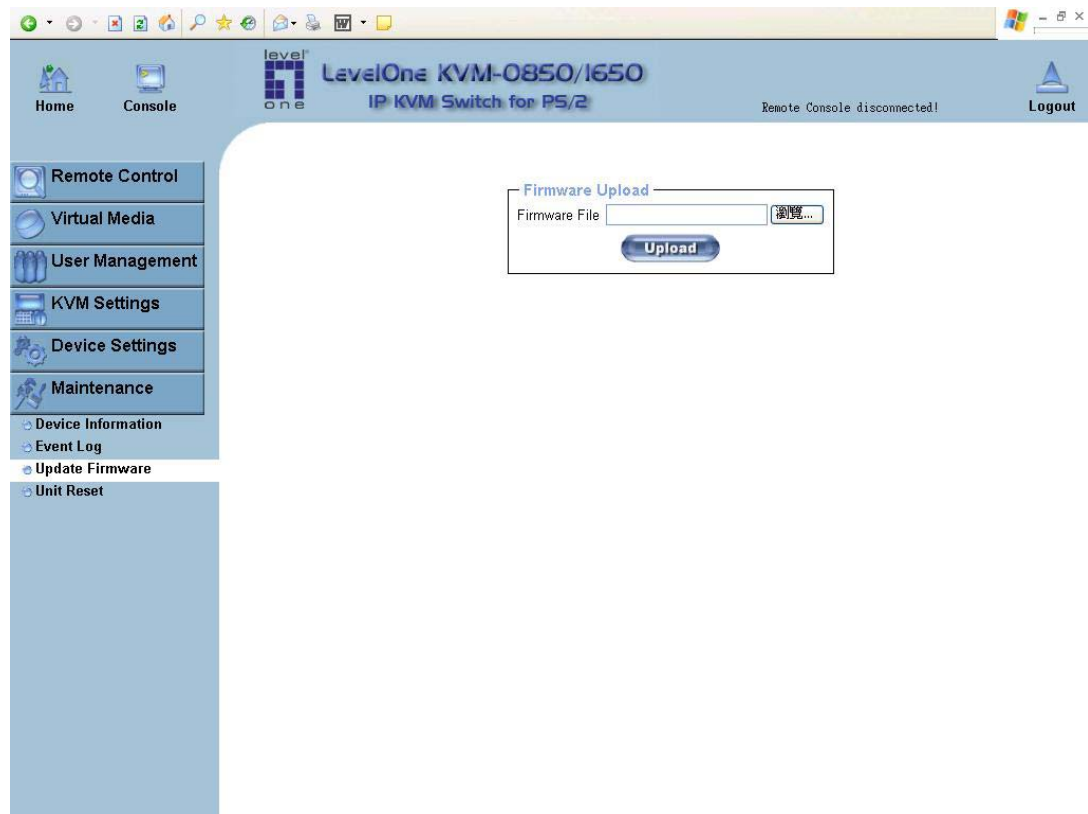 level
one
LevelOne KVM-0850/1650
IP KVM Switch for PS/2
Home
Console
Remote Console disconnected!
Logout
Remote Control
Virtual Media
User Management
KVM Settings
Device Settings
Maintenance
Device Information
Event Log
Update Firmware
Unit Reset
Firmware Upload
Firmware File
瀏覽...
Upload